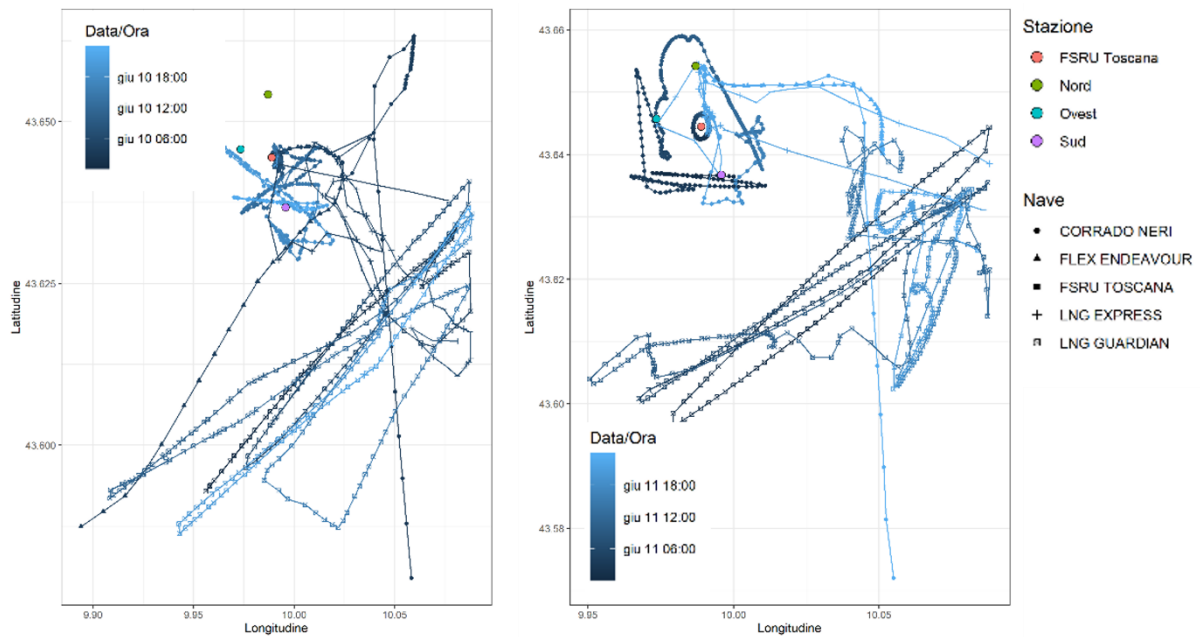 Data/Ora
giu 10 18:00
giu 10 12:00
giu 10 06:00
43.650
43.625
43.600
Latitudine
9.90
9.95
10.00
10.05
Longitudine
43.66
43.64
43.62
43.60
43.58
Latitudine
Data/Ora
giu 11 18:00
giu 11 12:00
giu 11 06:00
9.95
10.00
10.05
Longitudine
Stazione
FSRU Toscana
Nord
Ovest
Sud
Nave
CORRADO NERI
FLEX ENDEAVOUR
FSRU TOSCANA
LNG EXPRESS
LNG GUARDIAN